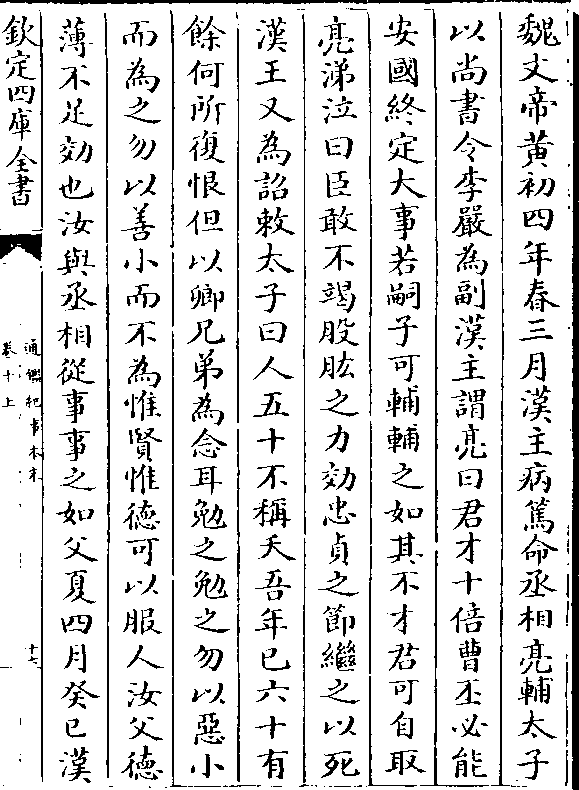 魏文帝黃初四年春三月漢主病篤命丞相亮輔太子
以尚書令李嚴為副漢主謂亮曰君才十倍曹丕必能
安國終定大事若嗣子可輔輔之如其不才君可自取
亮涕泣曰臣敢不竭股肱之力効忠貞之節繼之以死
漢王又為詔敕太子曰人五十不稱夭吾年已六十有
餘何所復恨但以卿兄弟為念耳勉之勉之勿以惡小
而為之勿以善小而不為惟賢惟德可以服人汝父德
薄不足効也汝與丞相從事事之如父夏四月癸巳漢
欽定四庫全書
通鑑紀事本末
卷十上
十七